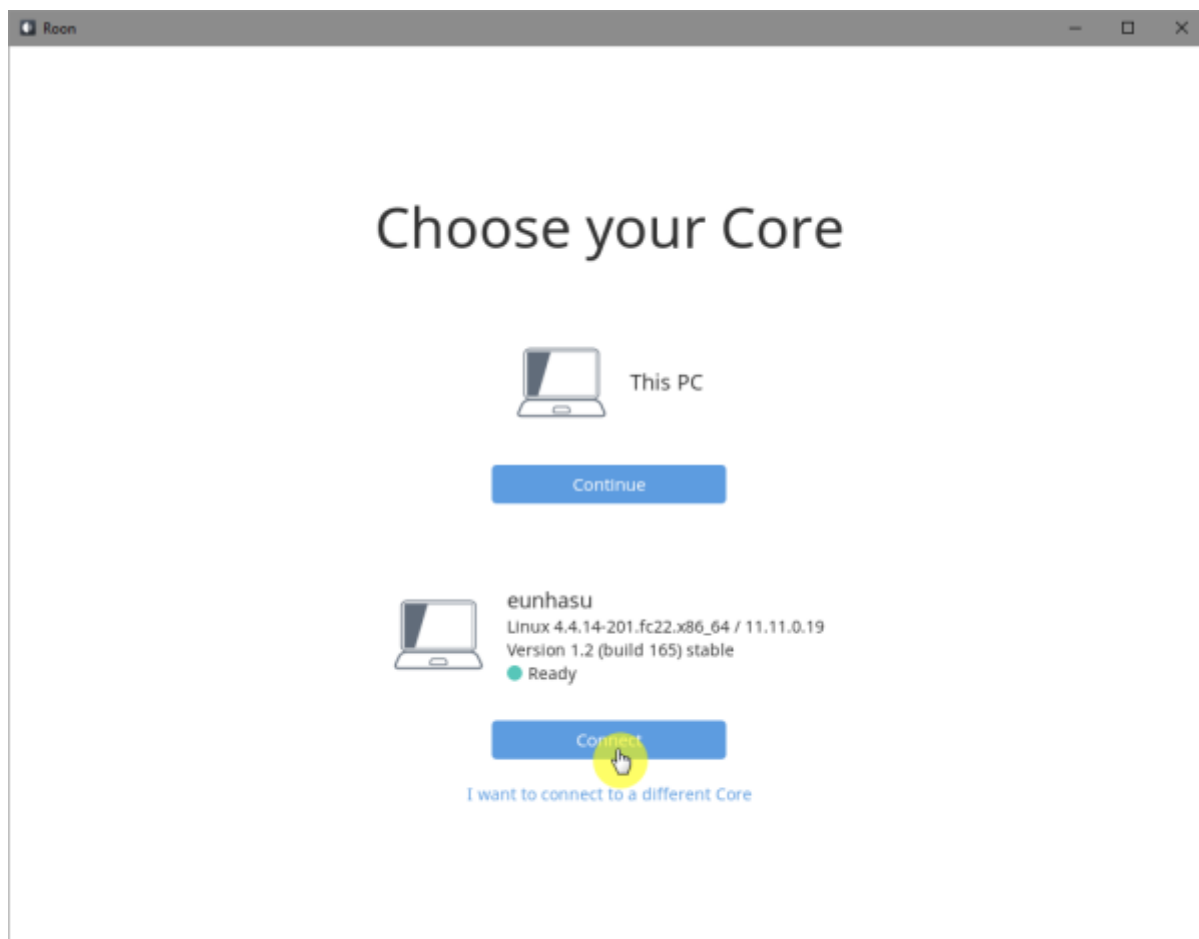 Roon
Choose your Core
This PC
Continue
eunhasu
Linux 4.4.14-201.fc22.x86_64 / 11.11.0.19
Version 1.2 (build 165) stable
Ready
Connect
I want to connect to a different Core